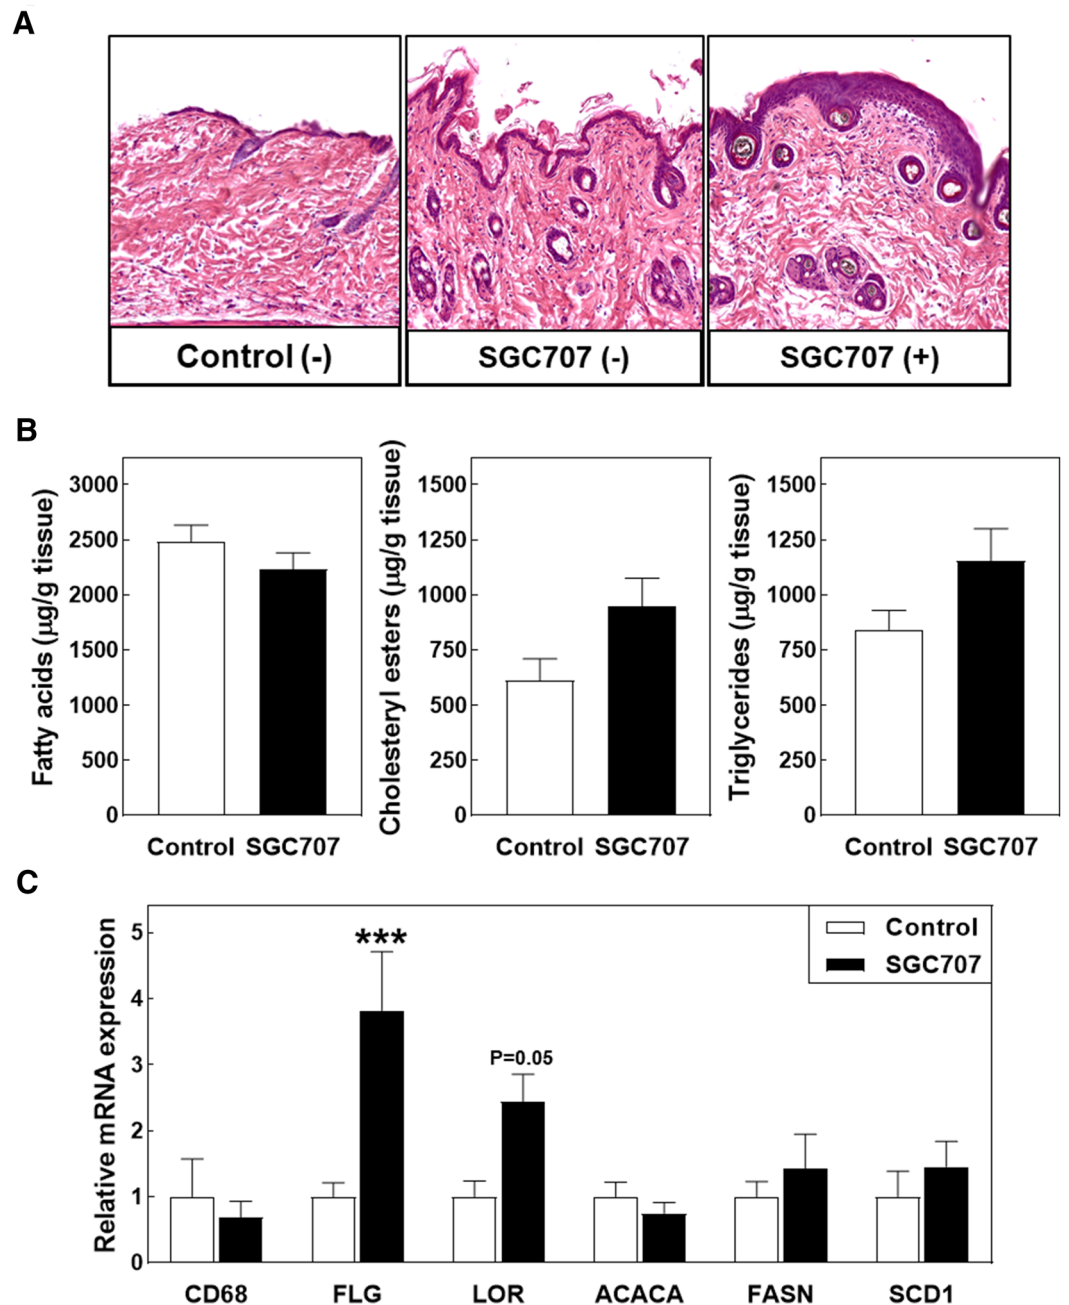 A
Control (-)
SGC707 (-)
SGC707 (+)
B
Fatty acids (µg/g tissue)
3000
2500
2000
1500
1000
500
0
Control SGC707
Cholesteryl esters (µg/g tissue)
1500
1250
1000
750
500
250
0
Control SGC707
Triglycerides (µg/g tissue)
1500
1250
1000
750
500
250
0
Control SGC707
C
Relative mRNA expression
5
4
3
2
1
0
***
P=0.05
Control
SGC707
CD68 FLG LOR ACACA FASN SCD1